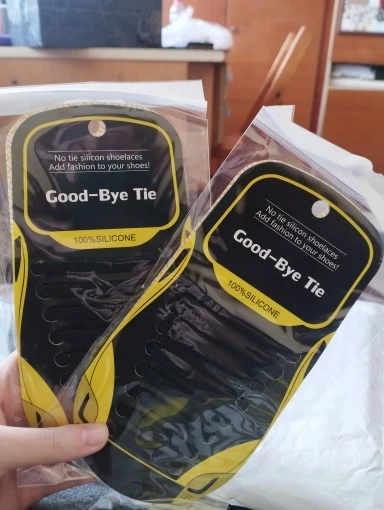 No tie silicon shoelaces
Add fashion to your shoes!
Good-Bye Tie
100%SILICONE
No tie silicon shoelaces
Add fashion to your shoes!
Good-Bye Tie
100%SILICONE